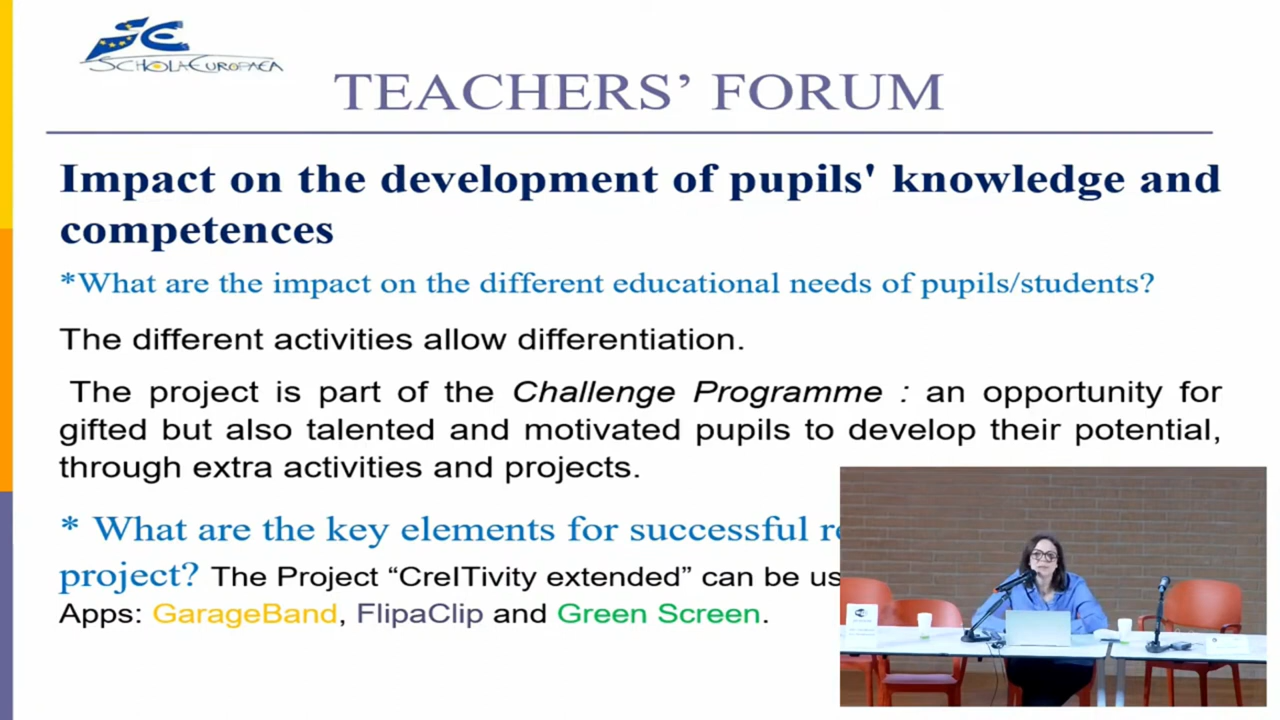 SCHOLA EUROPAEA
TEACHERS’ FORUM
Impact on the development of pupils' knowledge and
competences
*What are the impact on the different educational needs of pupils/students?
The different activities allow differentiation.
The project is part of the Challenge Programme : an opportunity for
gifted but also talented and motivated pupils to develop their potential,
through extra activities and projects.
* What are the key elements for successful
project? The Project “CreITivity extended” can be
Apps: GarageBand, FlipaClip and Green Screen.